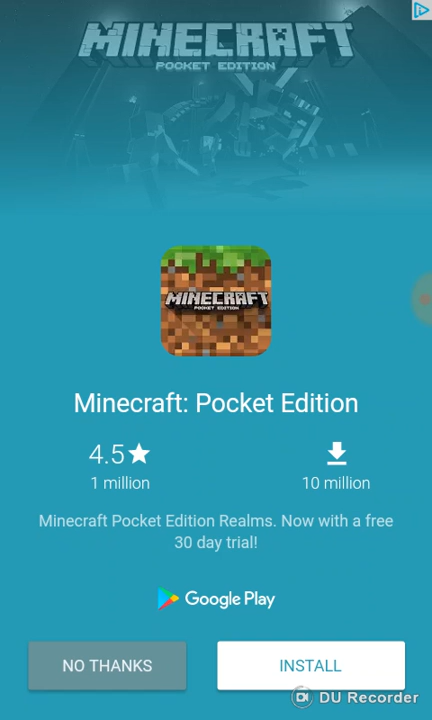 MINECRAFT
POCKET EDITION
MINECRAFT
POCKET EDITION
Minecraft: Pocket Edition
4.5
1 million
10 million
Minecraft Pocket Edition Realms. Now with a free
30 day trial!
Google Play
NO THANKS
INSTALL
DU Recorder